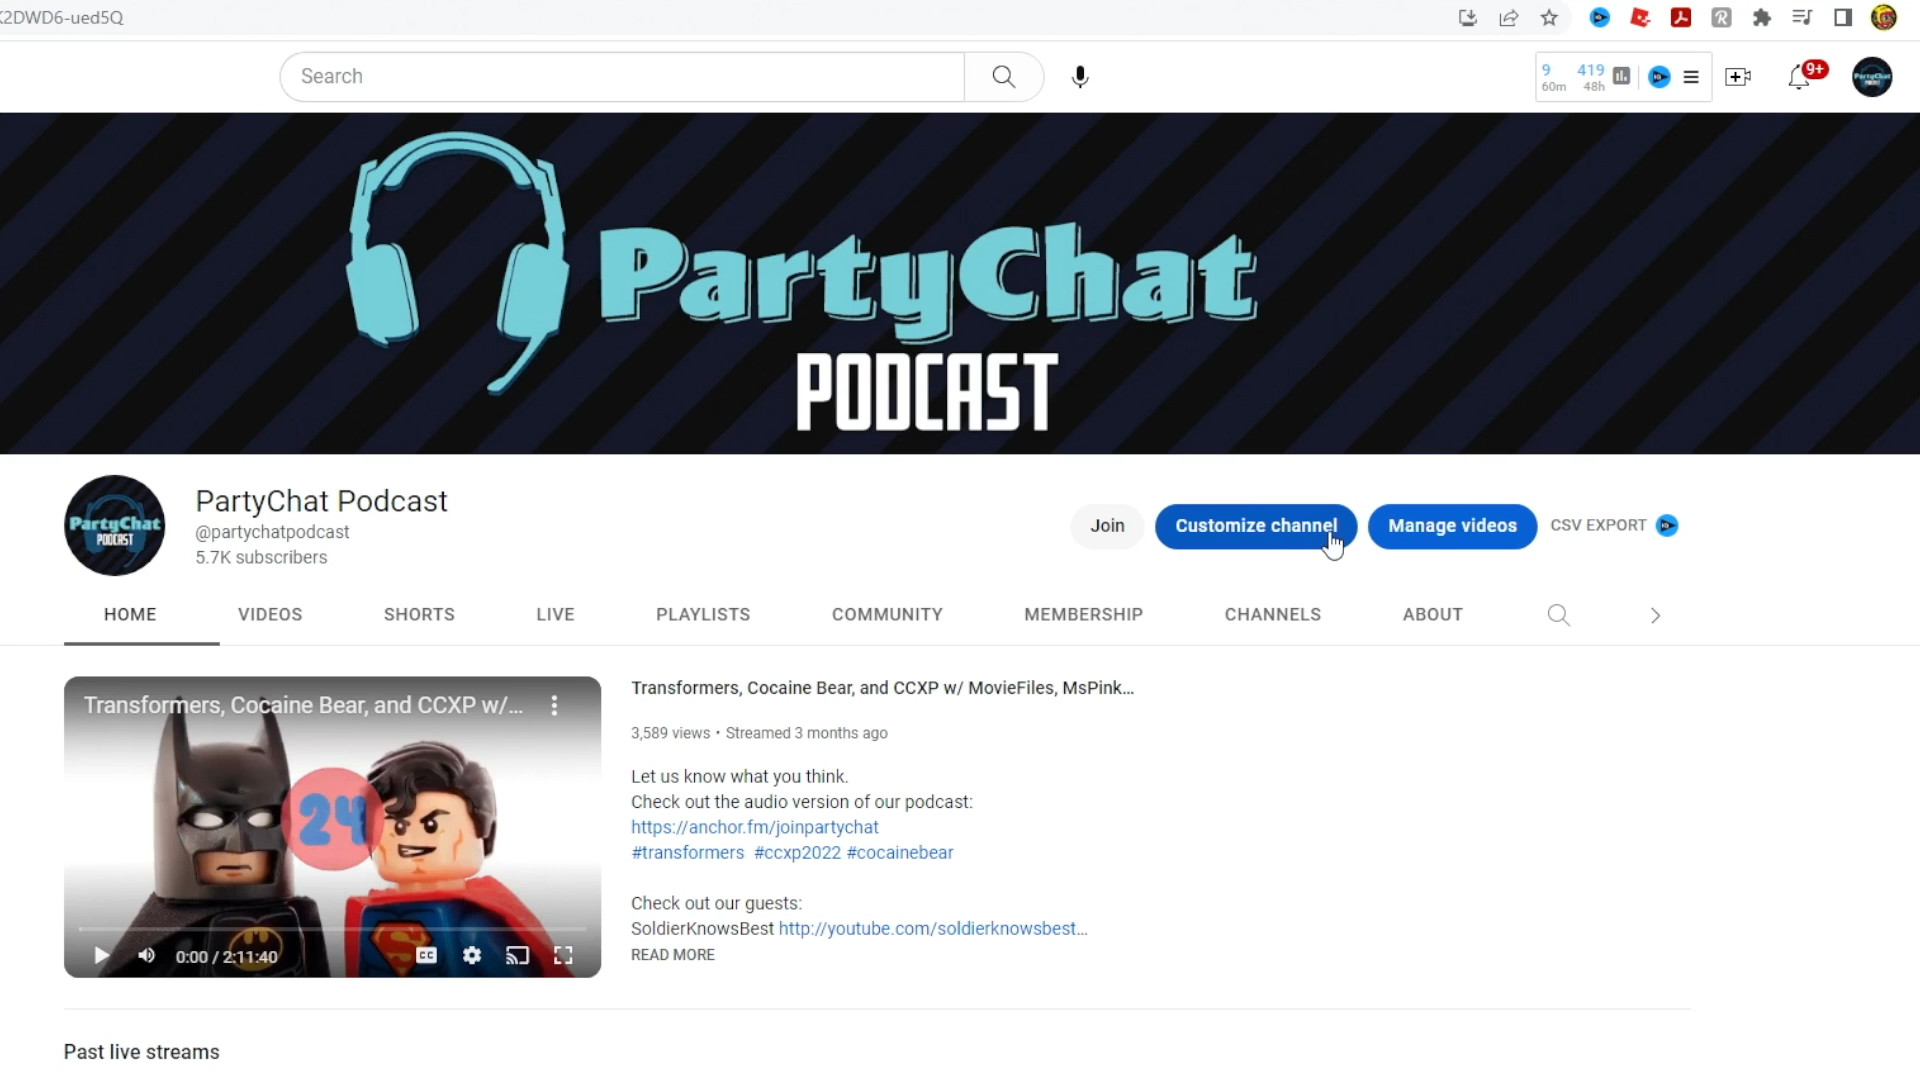 K2DWD6-ued5Q
Search
9 419
60m 48h
9+
PartyChat
PODCAST
PartyChat
PODCAST
PartyChat Podcast
@partychatpodcast
5.7K subscribers
Join
Customize channel
Manage videos
CSV EXPORT
HOME
VIDEOS
SHORTS
LIVE
PLAYLISTS
COMMUNITY
MEMBERSHIP
CHANNELS
ABOUT
Transformers, Cocaine Bear, and CCXP w/...
24
CC
0:00 / 2:11:40
Transformers, Cocaine Bear, and CCXP w/ MovieFiles, MsPink...
3,589 views • Streamed 3 months ago
Let us know what you think.
Check out the audio version of our podcast:
https://anchor.fm/joinpartychat
#transformers #ccxp2022 #cocainebear
Check out our guests:
SoldierKnowsBest http://youtube.com/soldierknowsbest...
READ MORE
Past live streams